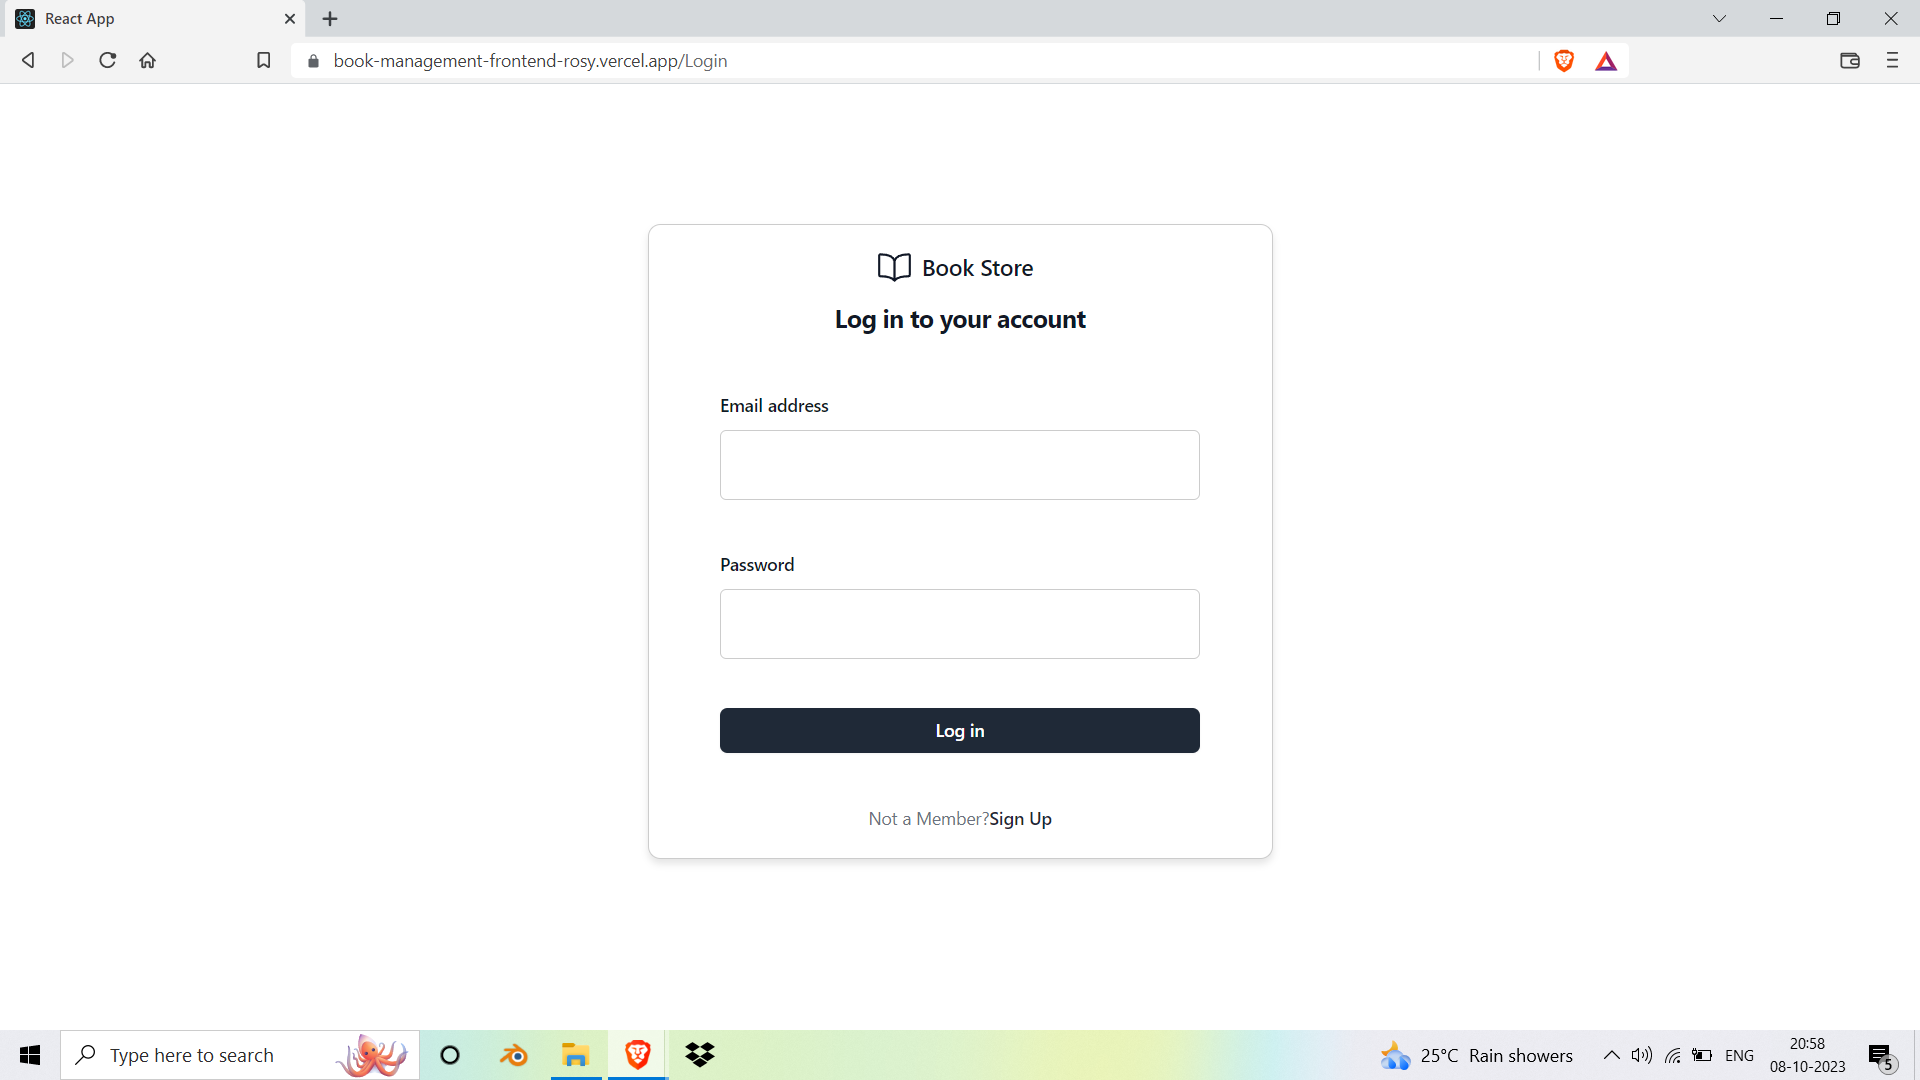 React App
book-management-frontend-rosy.vercel.app/Login
Book Store
Log in to your account
Email address
Password
Log in
Not a Member?Sign Up
Type here to search
25°C Rain showers
ENG
20:58
08-10-2023
5